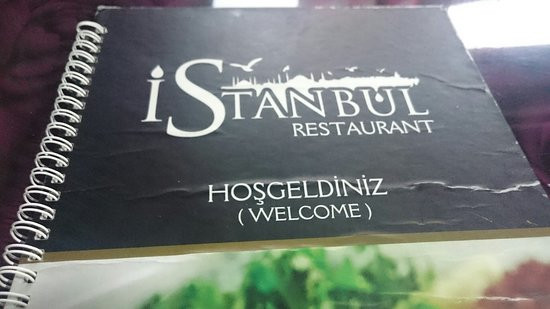 İSTANBUL
RESTAURANT
HOŞGELDİNİZ
(WELCOME)